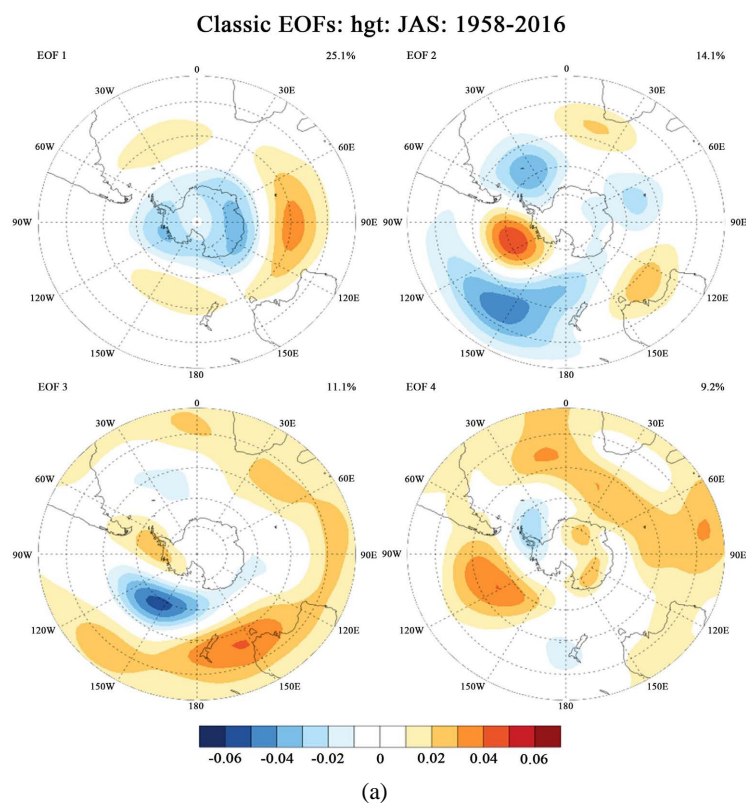 Classic EOFs: hgt: JAS: 1958-2016
EOF 1 0 25.1%
30W 30E
60W 60E
90W 90E
120W 120E
150W 150E
180
EOF 2 0 14.1%
30W 30E
60W 60E
90W 90E
120W 120E
150W 150E
180
EOF 3 0 11.1%
30W 30E
60W 60E
90W 90E
120W 120E
150W 150E
180
EOF 4 0 9.2%
30W 30E
60W 60E
90W 90E
120W 120E
150W 150E
180
-0.06 -0.04 -0.02 0 0.02 0.04 0.06
(a)